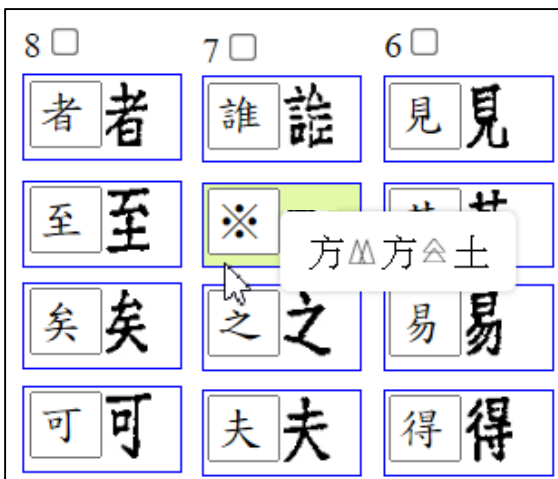 8 7 6
者 者 誰 誰 見 見
至 至 ※
方 方 土
矣 矣 之 之 易 易
可 可 夫 夫 得 得